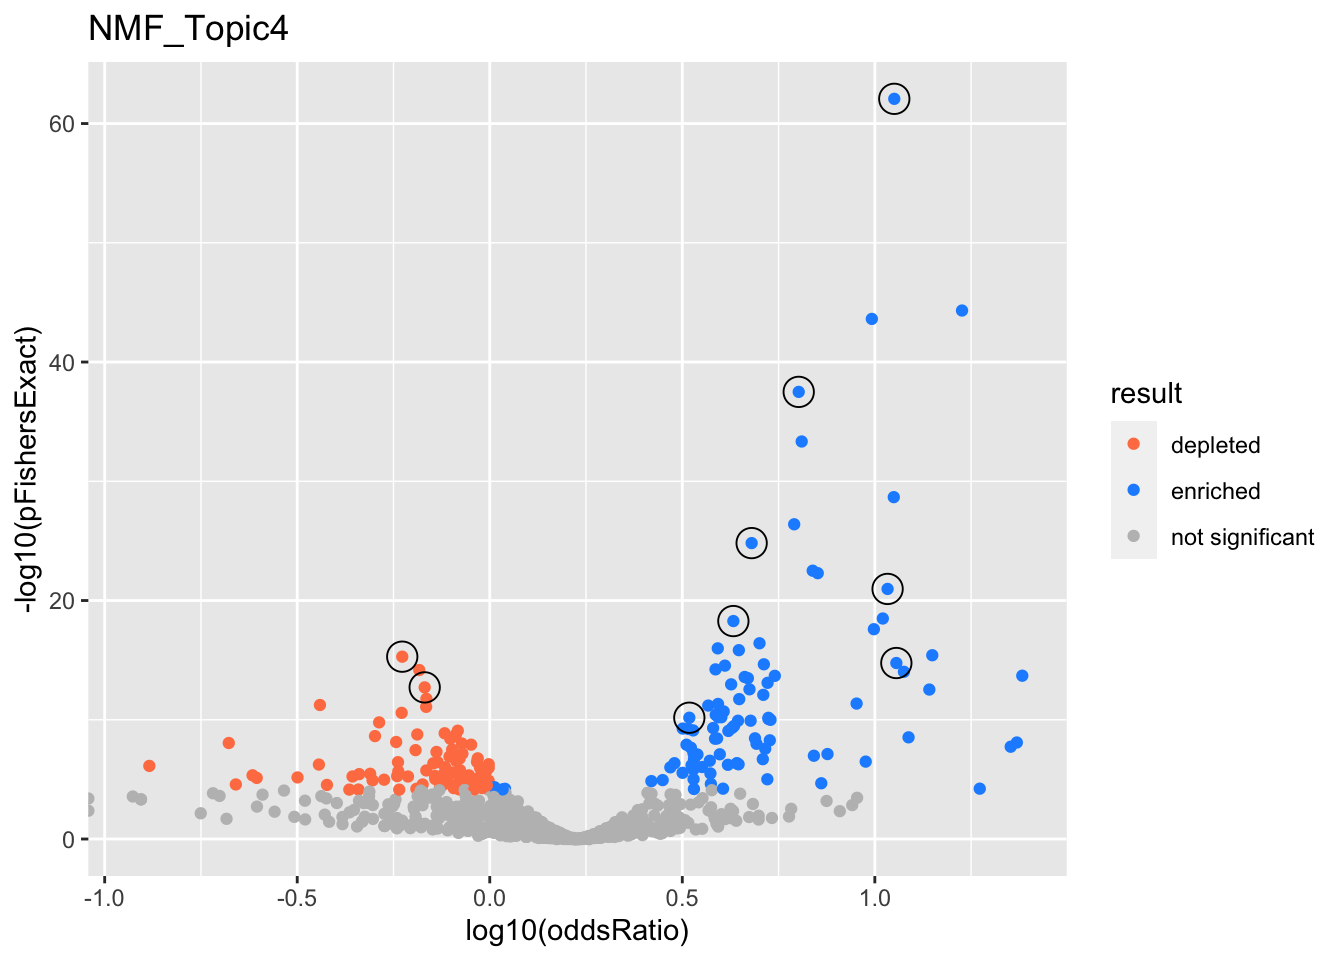 NMF_Topic4
-log10(pFishersExact)
60
40
20
0
-1.0 -0.5 0.0 0.5 1.0
log10(oddsRatio)
result
depleted
enriched
not significant